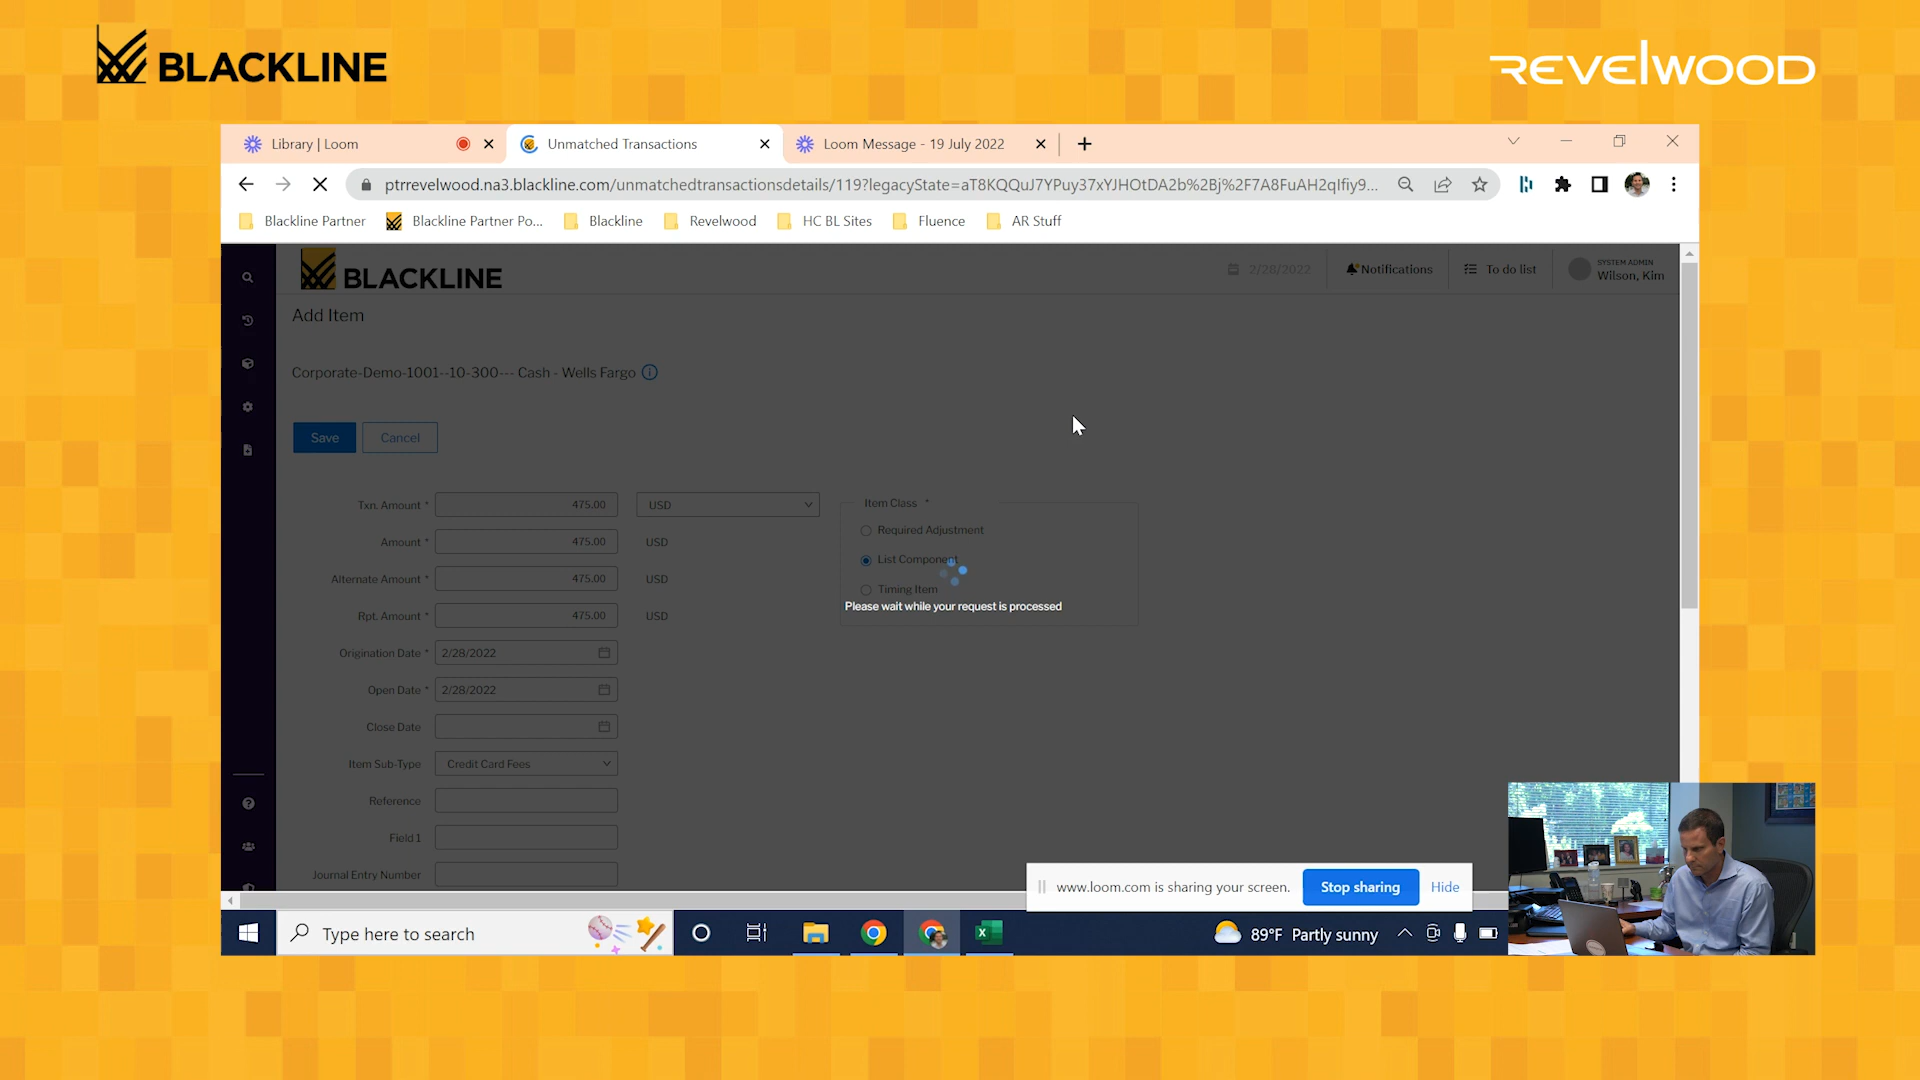 BLACKLINE
REVELWOOD
Library | Loom
Unmatched Transactions
Loom Message - 19 July 2022
ptrrevelwood.na3.blackline.com/unmatchedtransactionsdetails/119?legacyState=aT8KQQuJ7YPuy37xYJHOtDA2b%2Bj%2F7A8FuAH2qIfiy9...
Blackline Partner
Blackline Partner Po...
Blackline
Revelwood
HC BL Sites
Fluence
AR Stuff
BLACKLINE
2/28/2022
Notifications
To do list
SYSTEM ADMIN
Wilson, Kim
Add Item
Corporate-Demo-1001--10-300--- Cash - Wells Fargo
Save
Cancel
Txn. Amount * 475.00 USD
Amount * 475.00 USD
Alternate Amount * 475.00 USD
Rpt. Amount * 475.00 USD
Origination Date * 2/28/2022
Open Date * 2/28/2022
Close Date
Item Sub-Type Credit Card Fees
Reference
Field 1
Journal Entry Number
Item Class *
Required Adjustment
List Component
Timing Item
Please wait while your request is processed
www.loom.com is sharing your screen.
Stop sharing
Hide
Type here to search
89°F Partly sunny